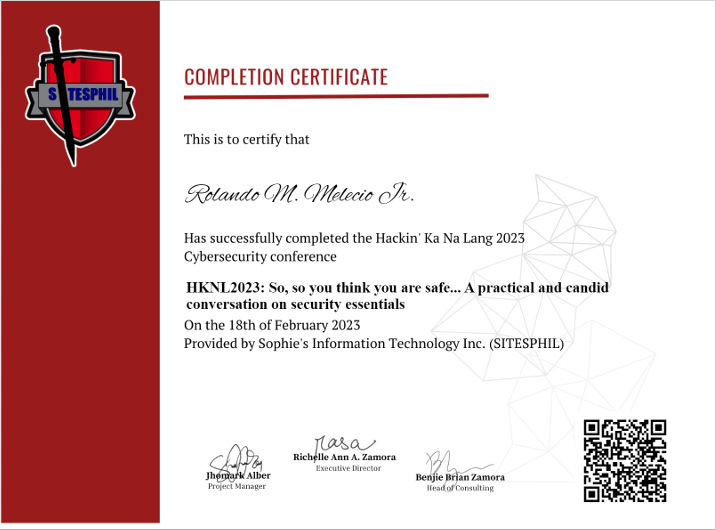 SITESPHIL
COMPLETION CERTIFICATE
This is to certify that
Rolando M. Melecio Jr.
Has successfully completed the Hackin' Ka Na Lang 2023
Cybersecurity conference
HKNL2023: So, so you think you are safe... A practical and candid
conversation on security essentials
On the 18th of February 2023
Provided by Sophie's Information Technology Inc. (SITESPHIL)
Jhomark Alber
Project Manager
rasa
Richelle Ann A. Zamora
Executive Director
Benjie Brian Zamora
Head of Consulting